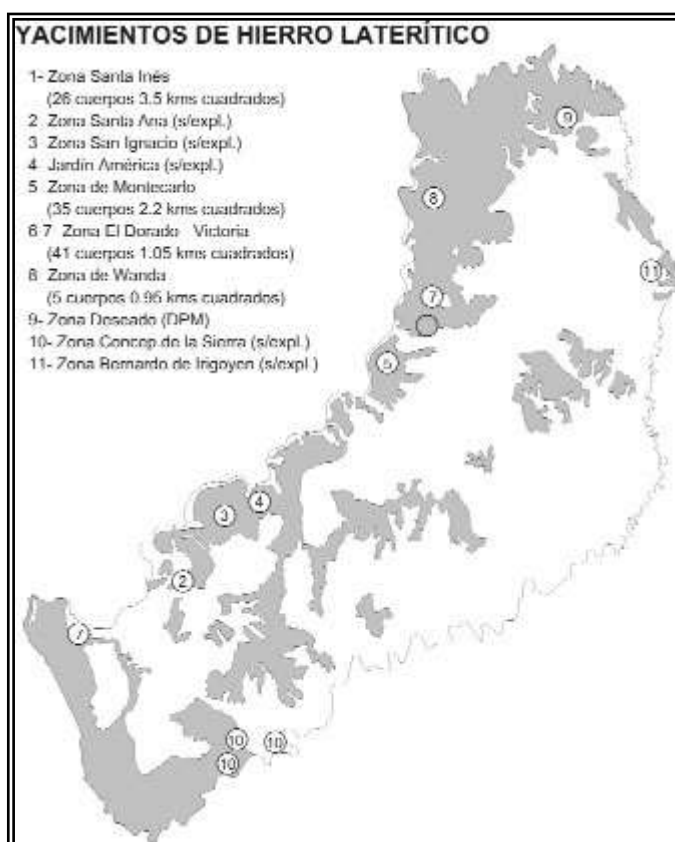 YACIMIENTOS DE HIERRO LATERÍTICO
1- Zona Santa Inés
(26 cuerpos 3.5 kms cuadrados)
2 Zona Santa Ana (s/expl.)
3 Zona San Ignacio (s/expl.)
4 Jardín América (s/expl.)
5 Zona de Montecarlo
(35 cuerpos 2.2 kms cuadrados)
6 7 Zona El Dorado Victoria
(41 cuerpos 1.05 kms cuadrados)
8 Zona de Wanda
(5 cuerpos 0.95 kms cuadrados)
9- Zona Deseado (DPM)
10- Zona Concep. de la Sierra (s/expl.)
11- Zona Bernardo de Irigoyen (s/expl.)
9
8
11
7
5
4
3
2
10
10
10